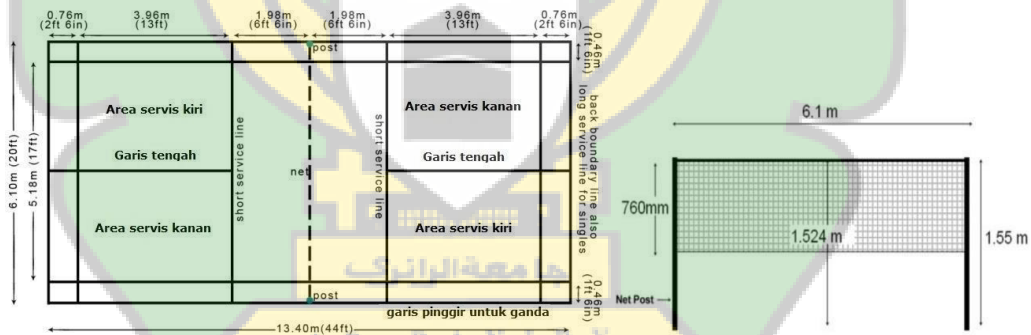 0.76m 3.96m 1.98m 1.98m 3.96m 0.76m
(2ft 6in) (13ft) (6ft 6in) (6ft 6in) (13ft) (2ft 6in)
post
0.46m
(1ft 6in)
Area servis kiri
Area servis kanan
Garis tengah
Garis tengah
short service line
net
short service line
back boundary line also
long service line for singles
6.10m (20ft)
5.18m (17ft)
Area servis kanan
Area servis kiri
post
0.46m
(1ft 6in)
garis pinggir untuk ganda
13.40m(44ft)
6.1 m
760mm
1.524 m
1.55 m
Net Post
جامعة الرانري